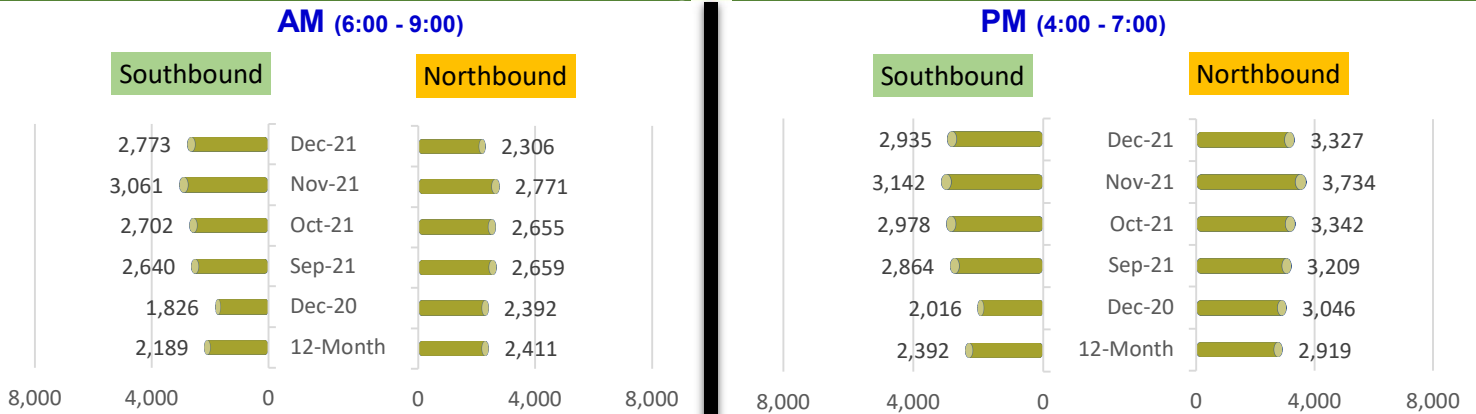 AM (6:00 - 9:00)
Southbound Northbound
2,773 Dec-21 2,306
3,061 Nov-21 2,771
2,702 Oct-21 2,655
2,640 Sep-21 2,659
1,826 Dec-20 2,392
2,189 12-Month 2,411
8,000 4,000 0 0 4,000 8,000
PM (4:00 - 7:00)
Southbound Northbound
2,935 Dec-21 3,327
3,142 Nov-21 3,734
2,978 Oct-21 3,342
2,864 Sep-21 3,209
2,016 Dec-20 3,046
2,392 12-Month 2,919
8,000 4,000 0 0 4,000 8,000